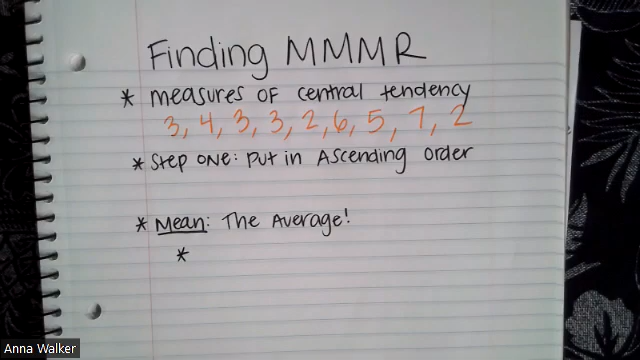 Finding MMMR
* measures of central tendency
3, 4, 3, 3, 2, 6, 5, 7, 2
* Step one: Put in Ascending order
* Mean: The Average!
*
Anna Walker